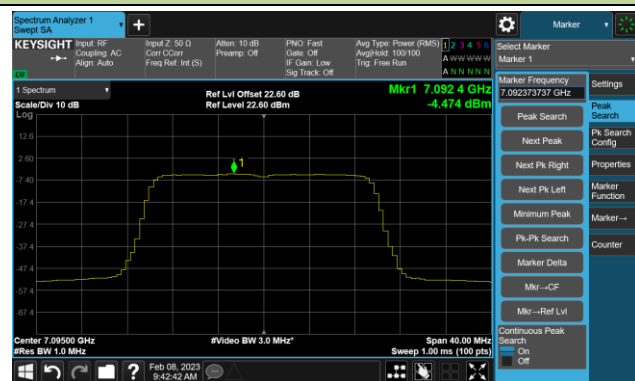 Spectrum Analyzer 1
Swept SA
+
Marker
KEYSIGHT
Input: RF
Coupling: AC
Align: Auto
Input Z: 50 Ω
Corr CCorr
Freq Ref: Int (S)
Atten: 10 dB
Preamp: Off
PNO: Fast
Gate: Off
IF Gain: Low
Sig Track: Off
Avg Type: Power (RMS)
Avg|Hold: 100/100
Trig: Free Run
1 2 3 4 5 6
A W W W W W
A N N N N N
LW
Select Marker
Marker 1
1 Spectrum
Scale/Div 10 dB
Log
Ref Lvl Offset 22.60 dB
Ref Level 22.60 dBm
Mkr1 7.092 4 GHz
-4.474 dBm
12.6
2.60
-7.40
-17.4
-27.4
-37.4
-47.4
-57.4
-67.4
1
Center 7.09500 GHz
#Res BW 1.0 MHz
#Video BW 3.0 MHz*
Span 40.00 MHz
Sweep 1.00 ms (100 pts)
Marker Frequency
7.092373737 GHz
Peak Search
Next Peak
Next Pk Right
Next Pk Left
Minimum Peak
Pk-Pk Search
Marker Delta
Mkr→CF
Mkr→Ref Lvl
Continuous Peak
Search
On
Off
Settings
Peak
Search
Pk Search
Config
Properties
Marker
Function
Marker→
Counter
?
Feb 08, 2023
9:42:42 AM